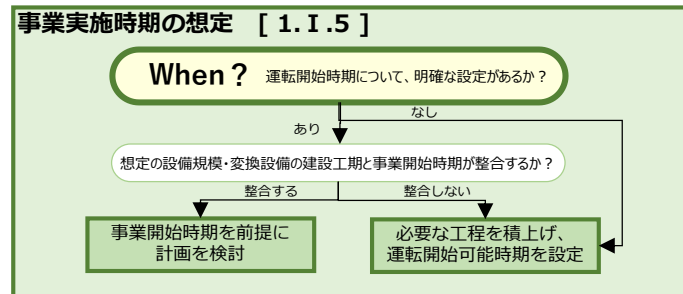 事業実施時期の想定 [ 1.Ⅰ.5 ]
When? 運転開始時期について、明確な設定があるか？
なし
あり
想定の設備規模・変換設備の建設工期と事業開始時期が整合するか？
整合する
整合しない
事業開始時期を前提に
計画を検討
必要な工程を積上げ、
運転開始可能時期を設定